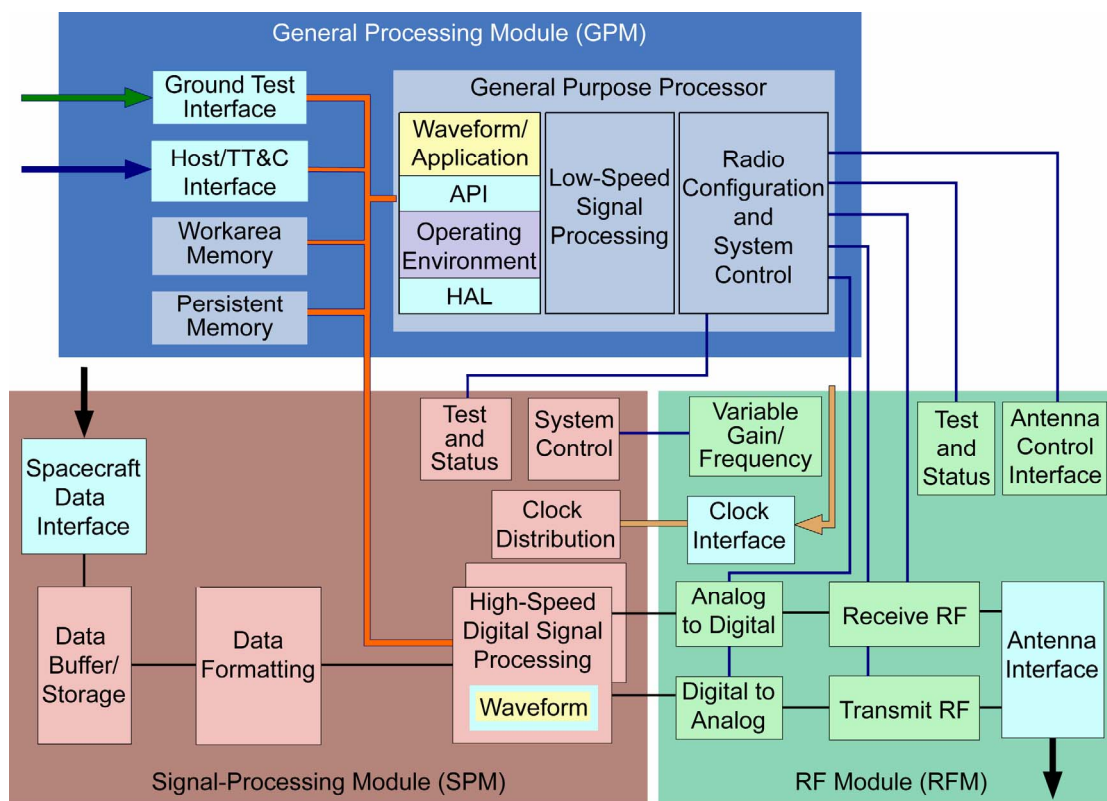 General Processing Module (GPM)
Ground Test
Interface
Host/TT&C
Interface
Workarea
Memory
Persistent
Memory
General Purpose Processor
Waveform/
Application
API
Operating
Environment
HAL
Low-Speed
Signal
Processing
Radio
Configuration
and
System
Control
Spacecraft
Data
Interface
Test
and
Status
System
Control
Clock
Distribution
Data
Buffer/
Storage
Data
Formatting
High-Speed
Digital Signal
Processing
Waveform
Signal-Processing Module (SPM)
Variable
Gain/
Frequency
Test
and
Status
Antenna
Control
Interface
Clock
Interface
Analog
to Digital
Receive RF
Digital to
Analog
Transmit RF
Antenna
Interface
RF Module (RFM)